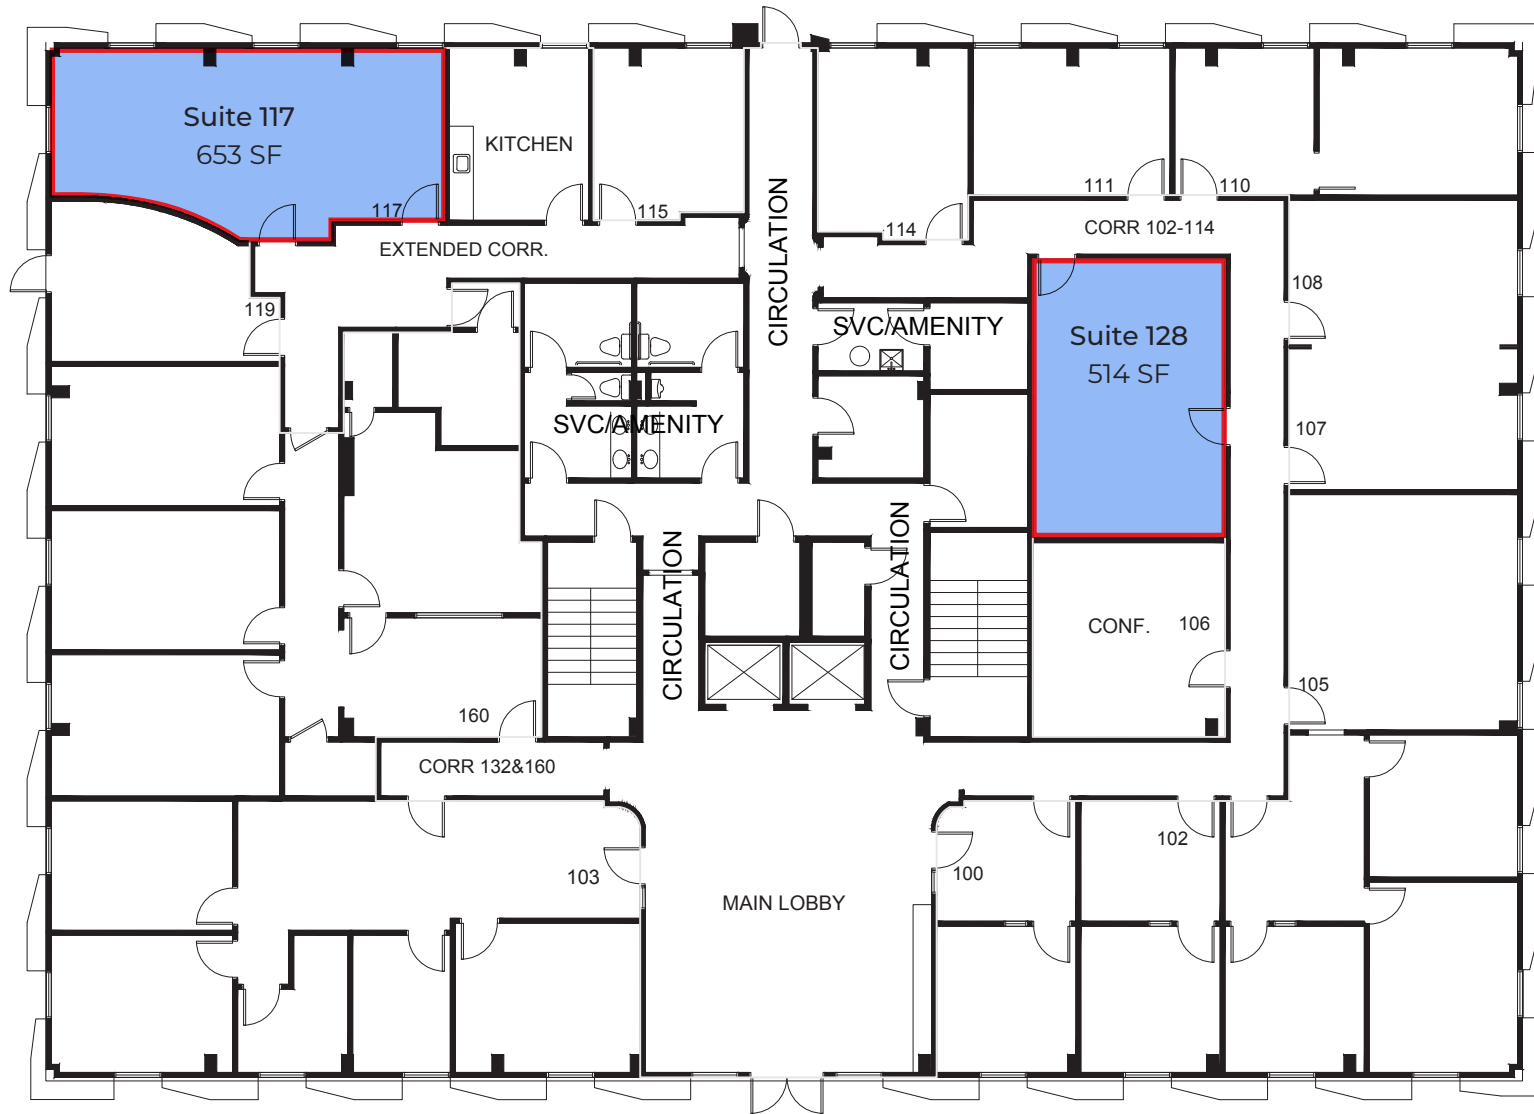 Suite 117
653 SF
KITCHEN
117
115
EXTENDED CORR.
CIRCULATION
114
111
110
CORR 102-114
119
108
SVC/AMENITY
Suite 128
514 SF
SVC/AMENITY
107
CIRCULATION
CIRCULATION
CONF.
106
105
160
CORR 132&160
103
100
102
MAIN LOBBY